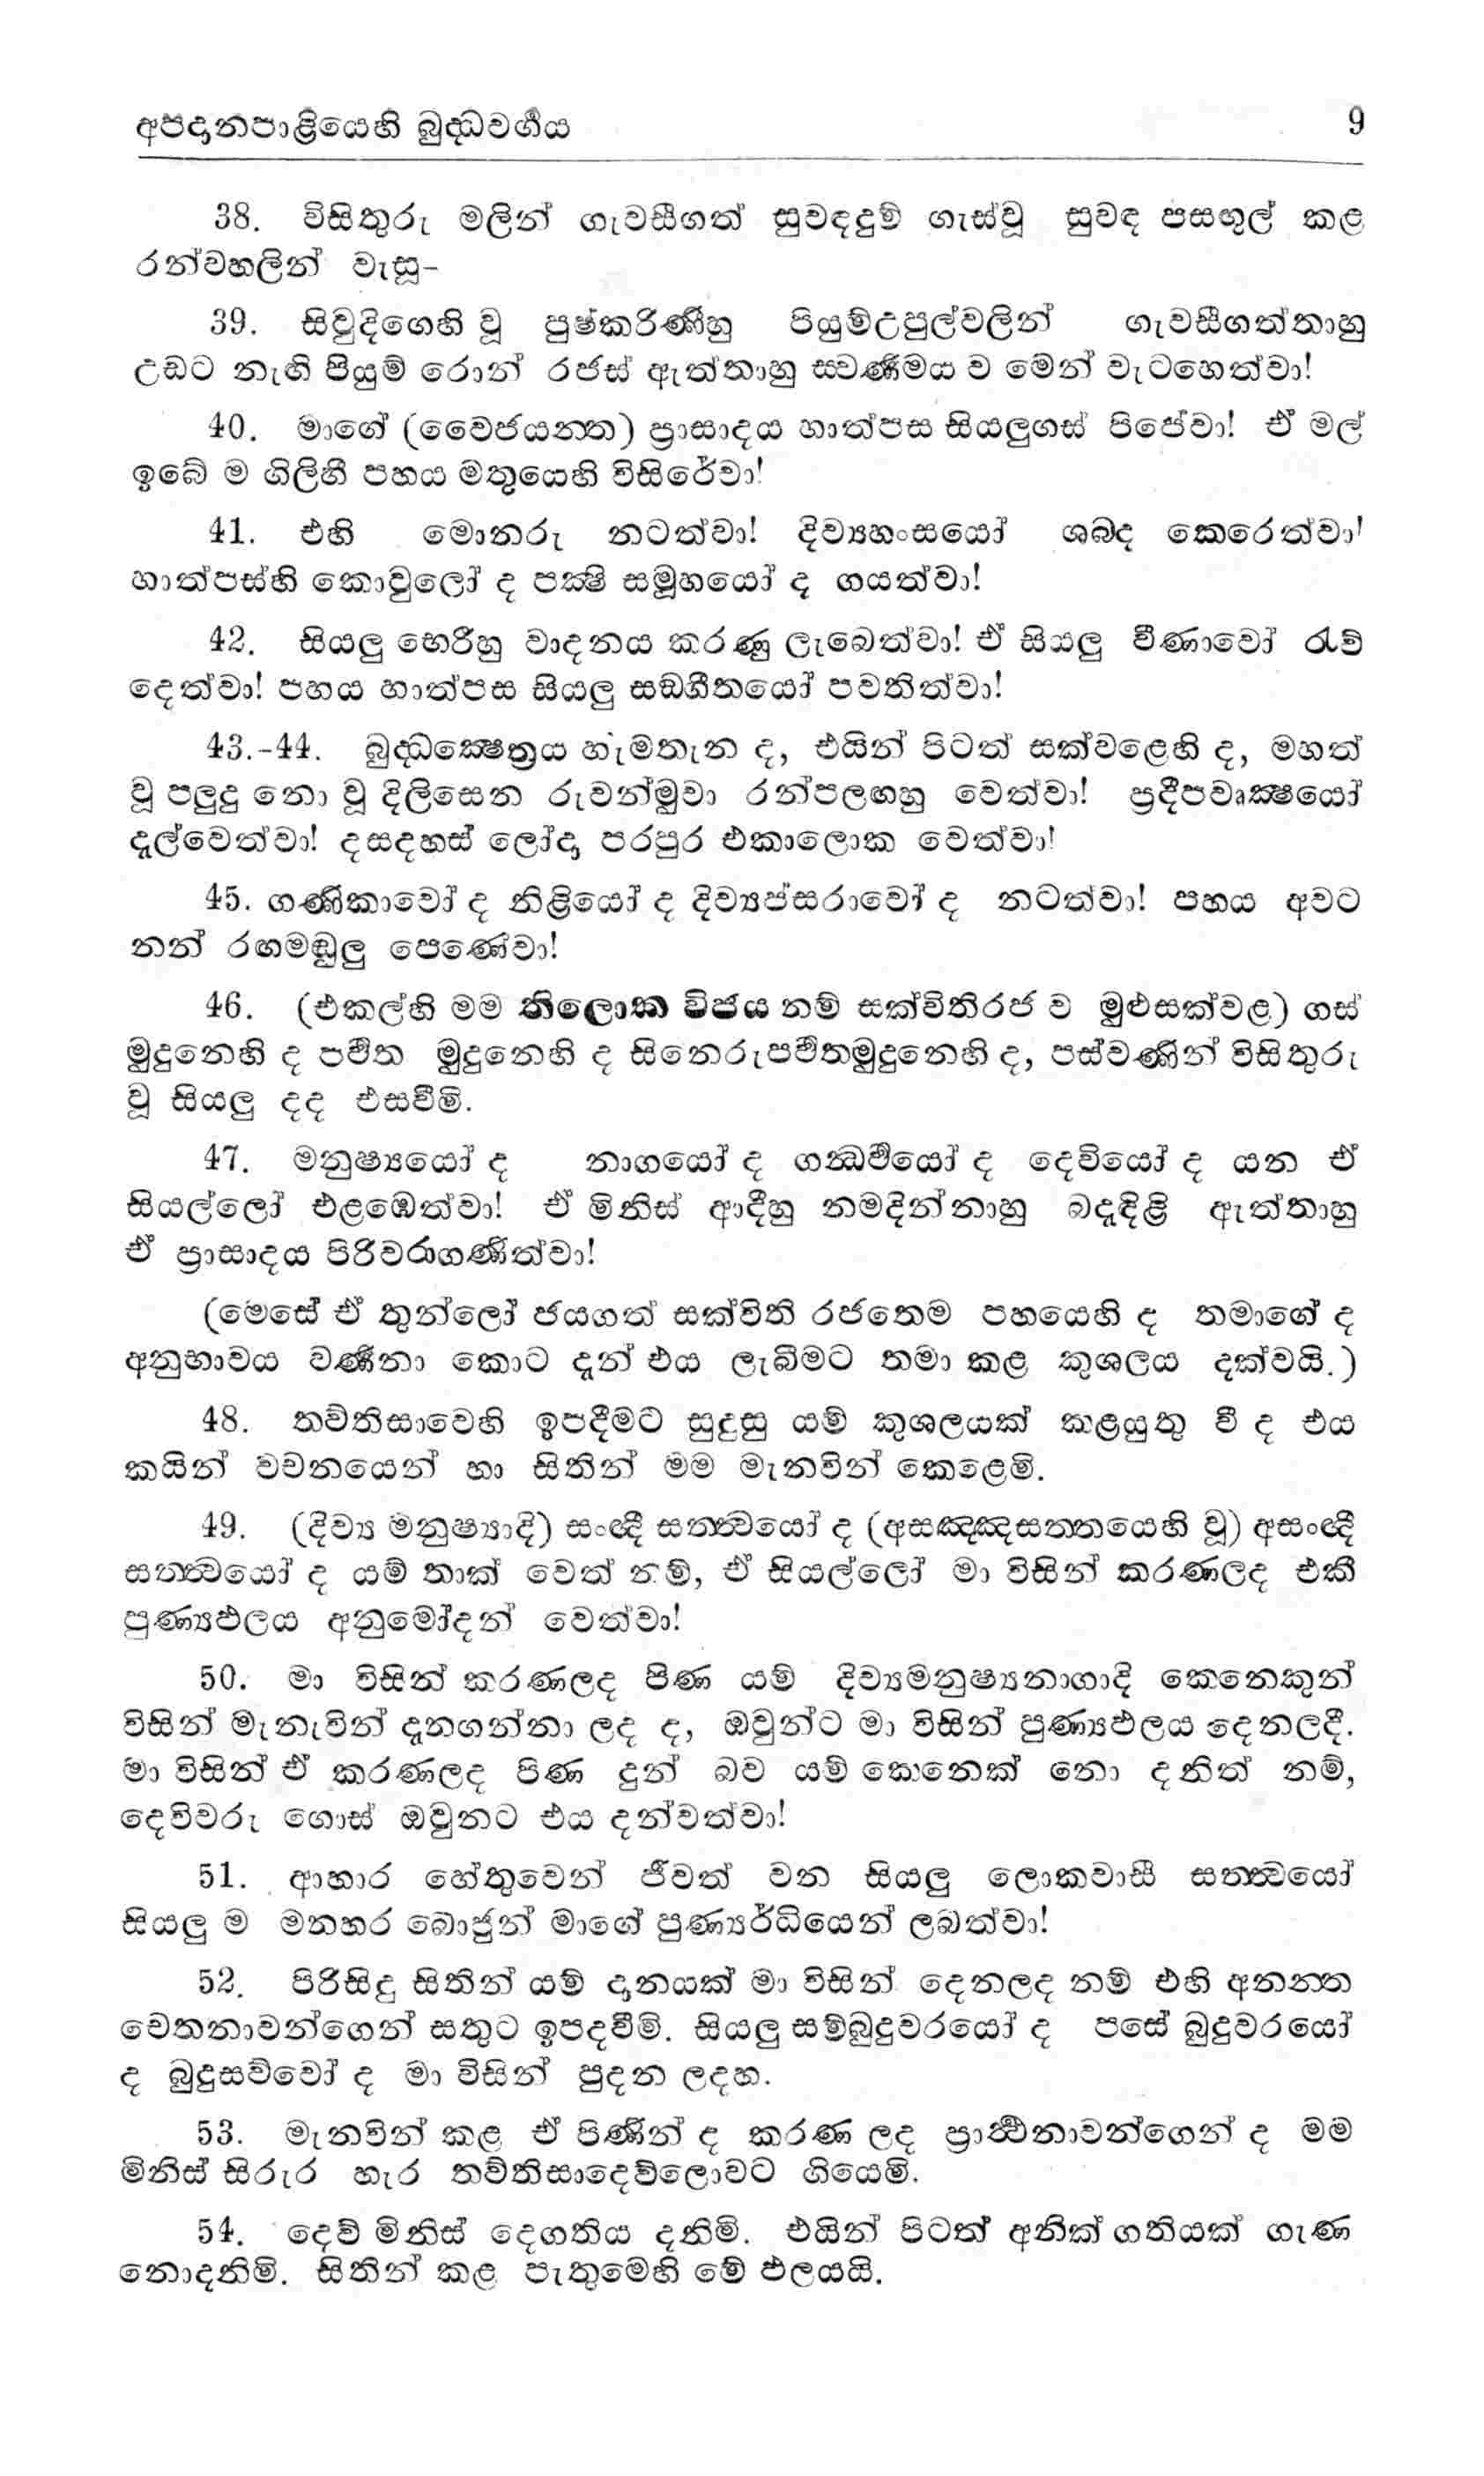 අපදානපාළියෙහි බුද්ධවර්ගය 9
38. විසිතුරු මලින් ගැවසීගත් සුවඳදුම් ගැස්වූ සුවඳ පසඟුල් කළ
රන්වහලින් වැසූ-
39. සිවුදිගෙහි වූ පුෂ්කරිණීහු පියුම්උපුල්වලින් ගැවසීගත්තාහු
උඩට නැඟි පියුම් රොන් රජස් ඇත්තාහු ස්වර්ණමය ව මෙන් වැටහෙත්වා!
40. මාගේ (වෛජයන්ත) ප්‍රාසාදය හාත්පස සියලුගස් පිපේවා! ඒ මල්
ඉබේ ම ගිලිහී පහය මතුයෙහි විසිරේවා!
41. එහි මොනරු නටත්වා! දිව්‍යහංසයෝ ශබ්ද කෙරෙත්වා!
හාත්පස්හි කොවුලෝ ද පක්ෂි සමූහයෝ ද ගයත්වා!
42. සියලු භෙරීහු වාදනය කරණු ලැබෙත්වා! ඒ සියලු වීණාවෝ රැව්
දෙත්වා! පහය හාත්පස සියලු සඞ්ගීතයෝ පවතිත්වා!
43.-44. බුද්ධක්ෂෙත්‍රය හැමතැන ද, එයින් පිටත් සක්වළෙහි ද, මහත්
වූ පලුදු නො වූ දිලිසෙන රුවන්මුවා රන්පලඟහු වෙත්වා! ප්‍රදීපවෘක්ෂයෝ
දැල්වෙත්වා! දසදහස් ලෝදා පරපුර එකාලොක වෙත්වා!
45. ගණිකාවෝ ද නිළියෝ ද දිව්‍යප්සරාවෝ ද නටත්වා! පහය අවට
නන් රඟමඬුලු පෙණේවා!
46. (එකල්හි මම තිලොක විජය නම් සක්විතිරජ ව මුළුසක්වළ) ගස්
මුදුනෙහි ද පර්වත මුදුනෙහි ද සිනෙරුපර්වතමුදුනෙහි ද, පස්වණින් විසිතුරු
වූ සියලු දද එසවීමි.
47. මනුෂ්‍යයෝ ද නාගයෝ ද ගන්ධර්වයෝ ද දෙවියෝ ද යන ඒ
සියල්ලෝ එළඹෙත්වා! ඒ මිනිස් ආදීහු නමදින්නාහු බදැඳිළි ඇත්තාහු
ඒ ප්‍රාසාදය පිරිවරාගණිත්වා!
(මෙසේ ඒ තුන්ලෝ ජයගත් සක්විති රජතෙම පහයෙහි ද තමාගේ ද
අනුභාවය වර්ණනා කොට දැන් එය ලැබීමට තමා කළ කුශලය දක්වයි.)
48. තව්තිසාවෙහි ඉපදීමට සුදුසු යම් කුශලයක් කළයුතු වී ද එය
කයින් වචනයෙන් හා සිතින් මම මැනවින් කෙළෙමි.
49. (දිව්‍ය මනුෂ්‍යාදි) සංඥී සත්ත්වයෝ ද (අසඤ්ඤසත්තයෙහි වූ) අසංඥී
සත්ත්වයෝ ද යම් තාක් වෙත් නම්, ඒ සියල්ලෝ මා විසින් කරණලද එකී
පුණ්‍යඵලය අනුමෝදන් වෙත්වා!
50. මා විසින් කරණලද පිණ යම් දිව්‍යමනුෂ්‍යනාගාදි කෙනෙකුන්
විසින් මැනැවින් දැනගන්නා ලද ද, ඔවුන්ට මා විසින් පුණ්‍යඵලය දෙනලදී.
මා විසින් ඒ කරණලද පිණ දුන් බව යම් කෙනෙක් නො දනිත් නම්,
දෙවිවරු ගොස් ඔවුනට එය දන්වත්වා!
51. ආහාර හේතුවෙන් ජීවත් වන සියලු ලොකවාසී සත්ත්වයෝ
සියලු ම මනහර බොජුන් මාගේ පුණ්‍යර්ධියෙන් ලබත්වා!
52. පිරිසිදු සිතින් යම් දානයක් මා විසින් දෙනලද නම් එහි අනන්ත
චෙතනාවන්ගෙන් සතුට ඉපදවීමි. සියලු සම්බුදුවරයෝ ද පසේ බුදුවරයෝ
ද බුදුසව්වෝ ද මා විසින් පුදන ලදහ.
53. මැනවින් කළ ඒ පිණින් ද කරණ ලද ප්‍රාර්ථනාවන්ගෙන් ද මම
මිනිස් සිරුර හැර තව්තිසාදෙව්ලොවට ගියෙමි.
54. දෙව් මිනිස් දෙගතිය දනිමි. එයින් පිටත් අනික් ගතියක් ගැණ
නොදනිමි. සිතින් කළ පැතුමෙහි මේ ඵලයයි.